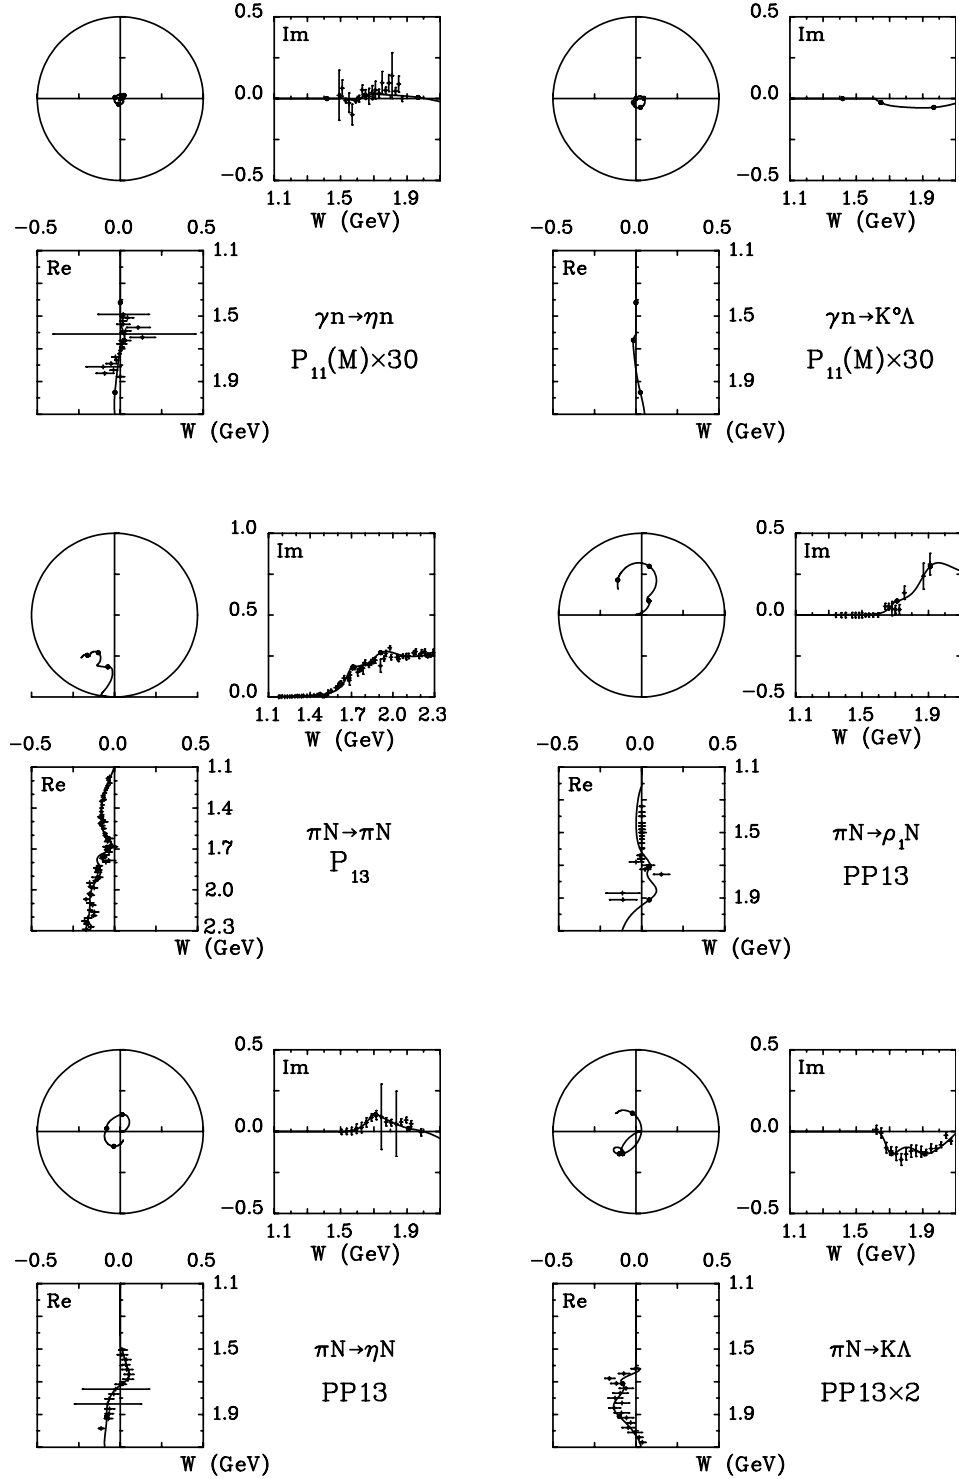 0.5
Im
0.0
−0.5
1.1 1.5 1.9
W (GeV)
−0.5 0.0 0.5
Re
1.1
1.5
1.9
W (GeV)
γn→ηn
P₁₁(M)×30
0.5
Im
0.0
−0.5
1.1 1.5 1.9
W (GeV)
−0.5 0.0 0.5
Re
1.1
1.5
1.9
W (GeV)
γn→K⁰Λ
P₁₁(M)×30
1.0
Im
0.5
0.0
1.1 1.4 1.7 2.0 2.3
W (GeV)
−0.5 0.0 0.5
Re
1.1
1.4
1.7
2.0
2.3
W (GeV)
πN→πN
P₁₃
0.5
Im
0.0
−0.5
1.1 1.5 1.9
W (GeV)
−0.5 0.0 0.5
Re
1.1
1.5
1.9
W (GeV)
πN→ρ₁N
PP13
0.5
Im
0.0
−0.5
1.1 1.5 1.9
W (GeV)
−0.5 0.0 0.5
Re
1.1
1.5
1.9
W (GeV)
πN→ηN
PP13
0.5
Im
0.0
−0.5
1.1 1.5 1.9
W (GeV)
−0.5 0.0 0.5
Re
1.1
1.5
1.9
W (GeV)
πN→KΛ
PP13×2